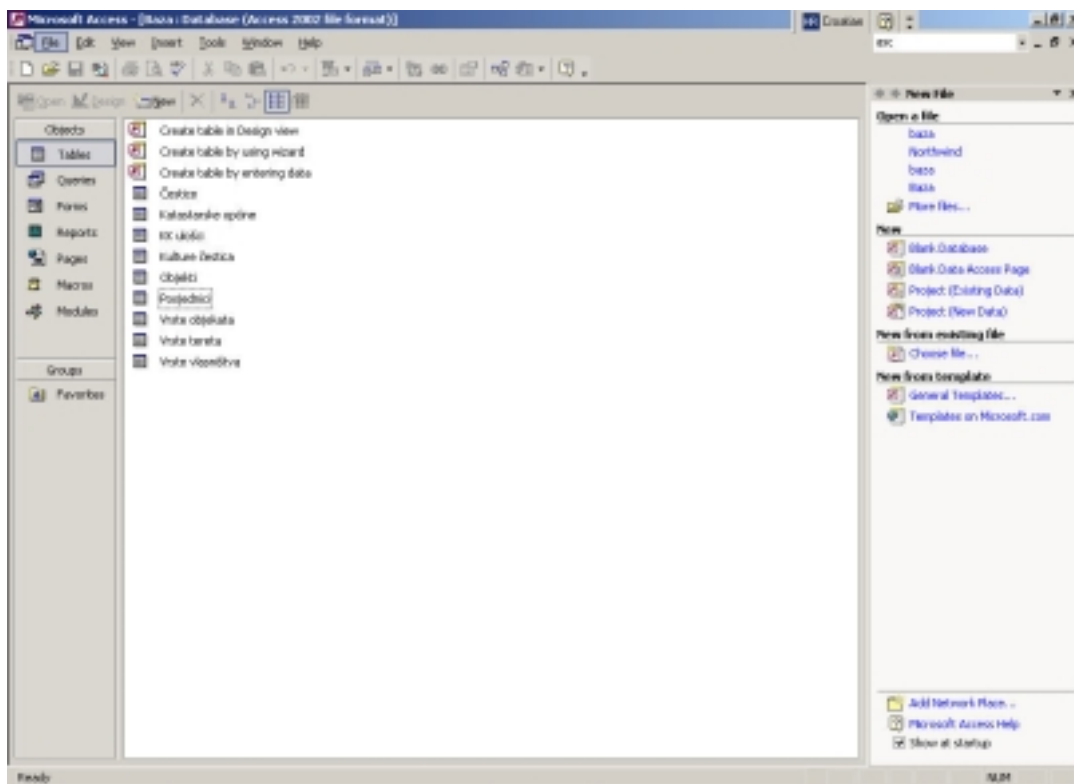 Microsoft Access - [Baza : Database (Access 2002 file format)]
HR Croatian
File Edit View Insert Tools Window Help
Open Design New
Objects
Tables
Queries
Forms
Reports
Pages
Macros
Modules
Groups
Favorites
Create table in Design view
Create table by using wizard
Create table by entering data
Čestice
Katastarske općine
KK ulošci
Kulture čestica
Objekti
Posjednici
Vrste objekata
Vrste tereta
Vrste vlasništva
New File
Open a file
baza
Northwind
baza
Baza
More files...
New
Blank Database
Blank Data Access Page
Project (Existing Data)
Project (New Data)
New from existing file
Choose file...
New from template
General Templates...
Templates on Microsoft.com
Add Network Place...
Microsoft Access Help
Show at startup
Ready
NUM